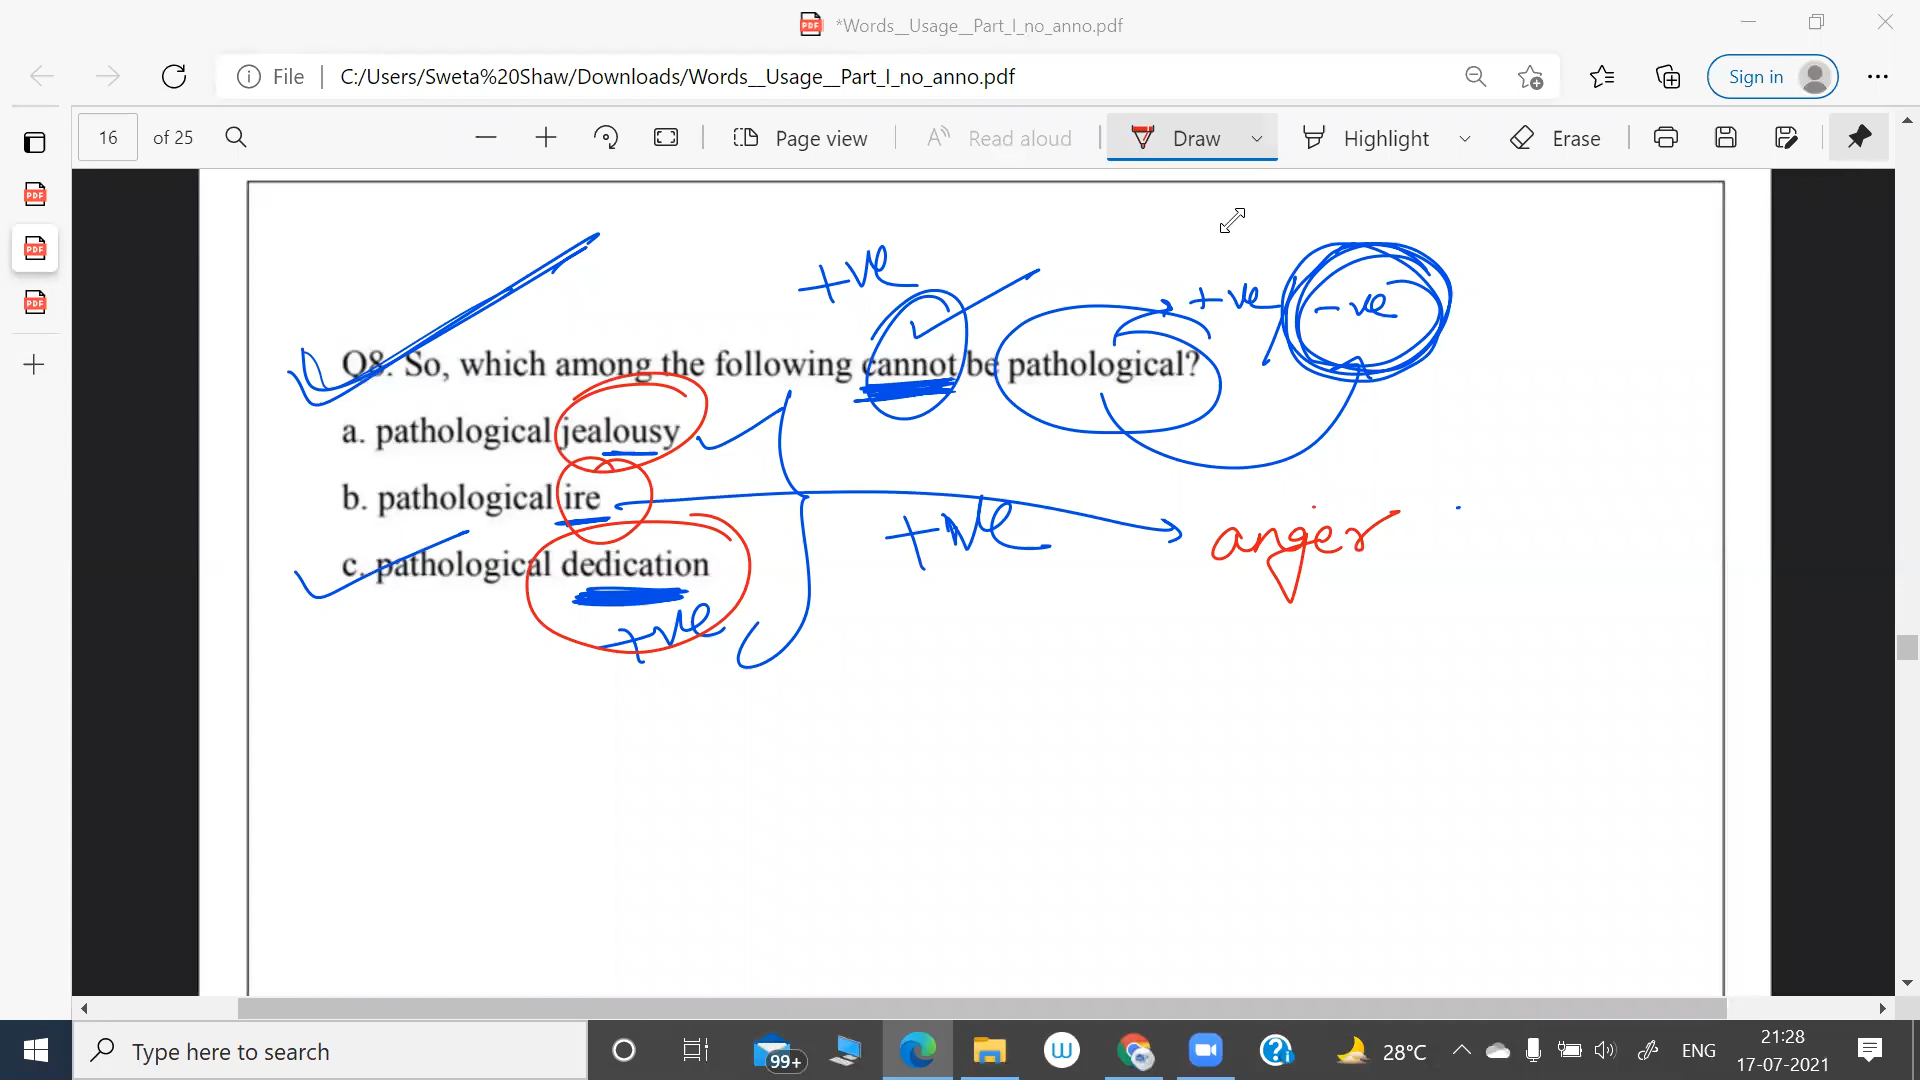 *Words__Usage__Part_I_no_anno.pdf
File
C:/Users/Sweta%20Shaw/Downloads/Words__Usage__Part_I_no_anno.pdf
Sign in
16 of 25
Page view
Read aloud
Draw
Highlight
Erase
+ve
+ve
-ve
Q8. So, which among the following cannot be pathological?
a. pathological jealousy
b. pathological ire
+ve
anger
c. pathological dedication
+ve
Type here to search
99+
28°C
ENG
21:28
17-07-2021